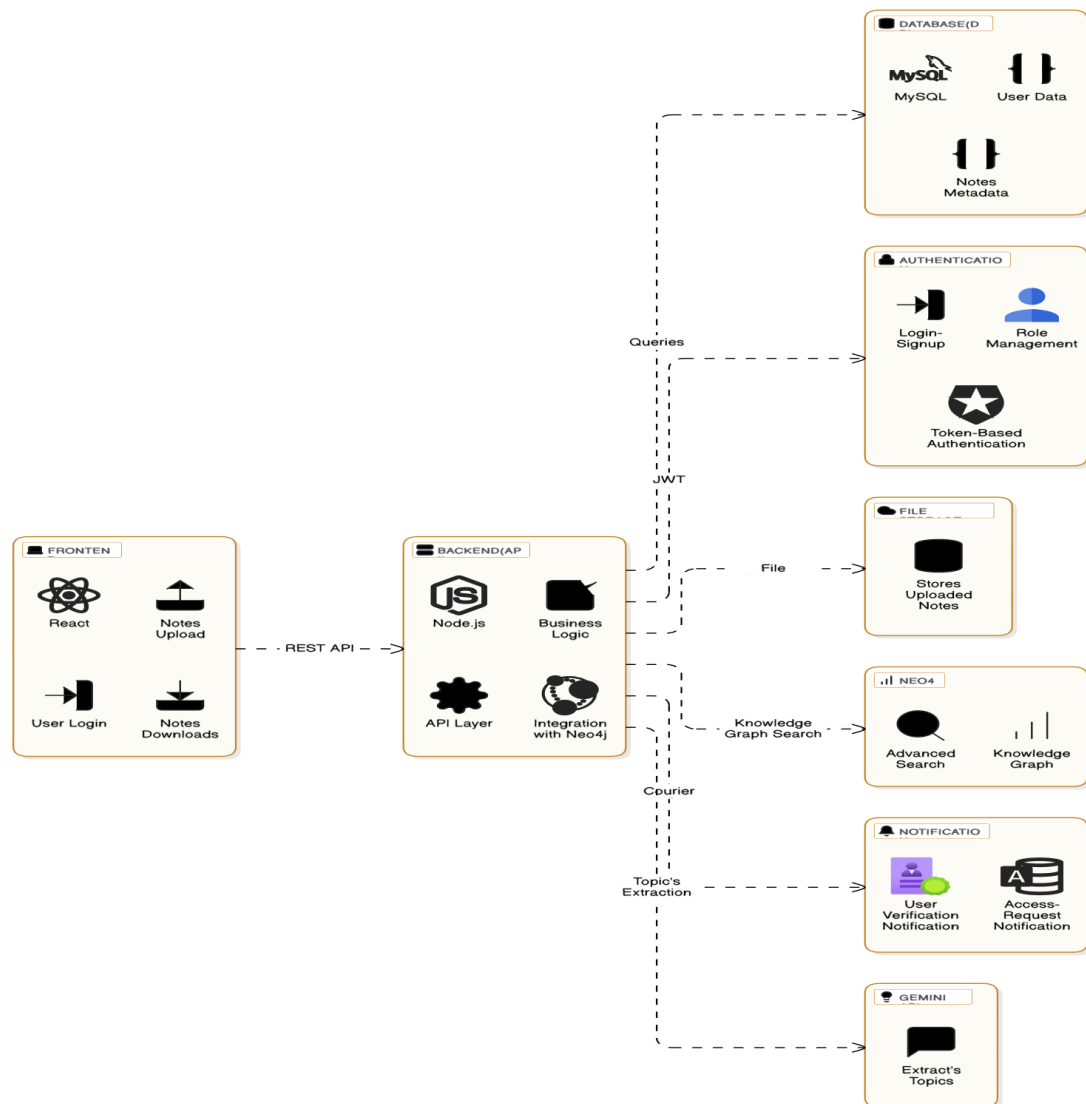 DATABASE(D
MySQL
MySQL
User Data
Notes
Metadata
AUTHENTICATIO
Login-
Signup
Role
Management
Token-Based
Authentication
Queries
JWT
FILE
Stores
Uploaded
Notes
File
FRONTEN
React
Notes
Upload
User Login
Notes
Downloads
REST API
BACKEND(AP
JS
Node.js
Business
Logic
API Layer
Integration
with Neo4j
Knowledge
Graph Search
NEO4
Advanced
Search
Knowledge
Graph
Courier
Topic's
Extraction
NOTIFICATIO
User
Verification
Notification
A
Access-
Request
Notification
GEMINI
Extract's
Topics